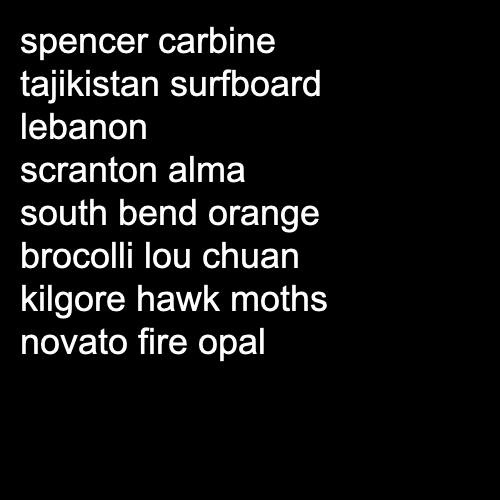 spencer carbine
tajikistan surfboard
lebanon
scranton alma
south bend orange
brocolli lou chuan
kilgore hawk moths
novato fire opal